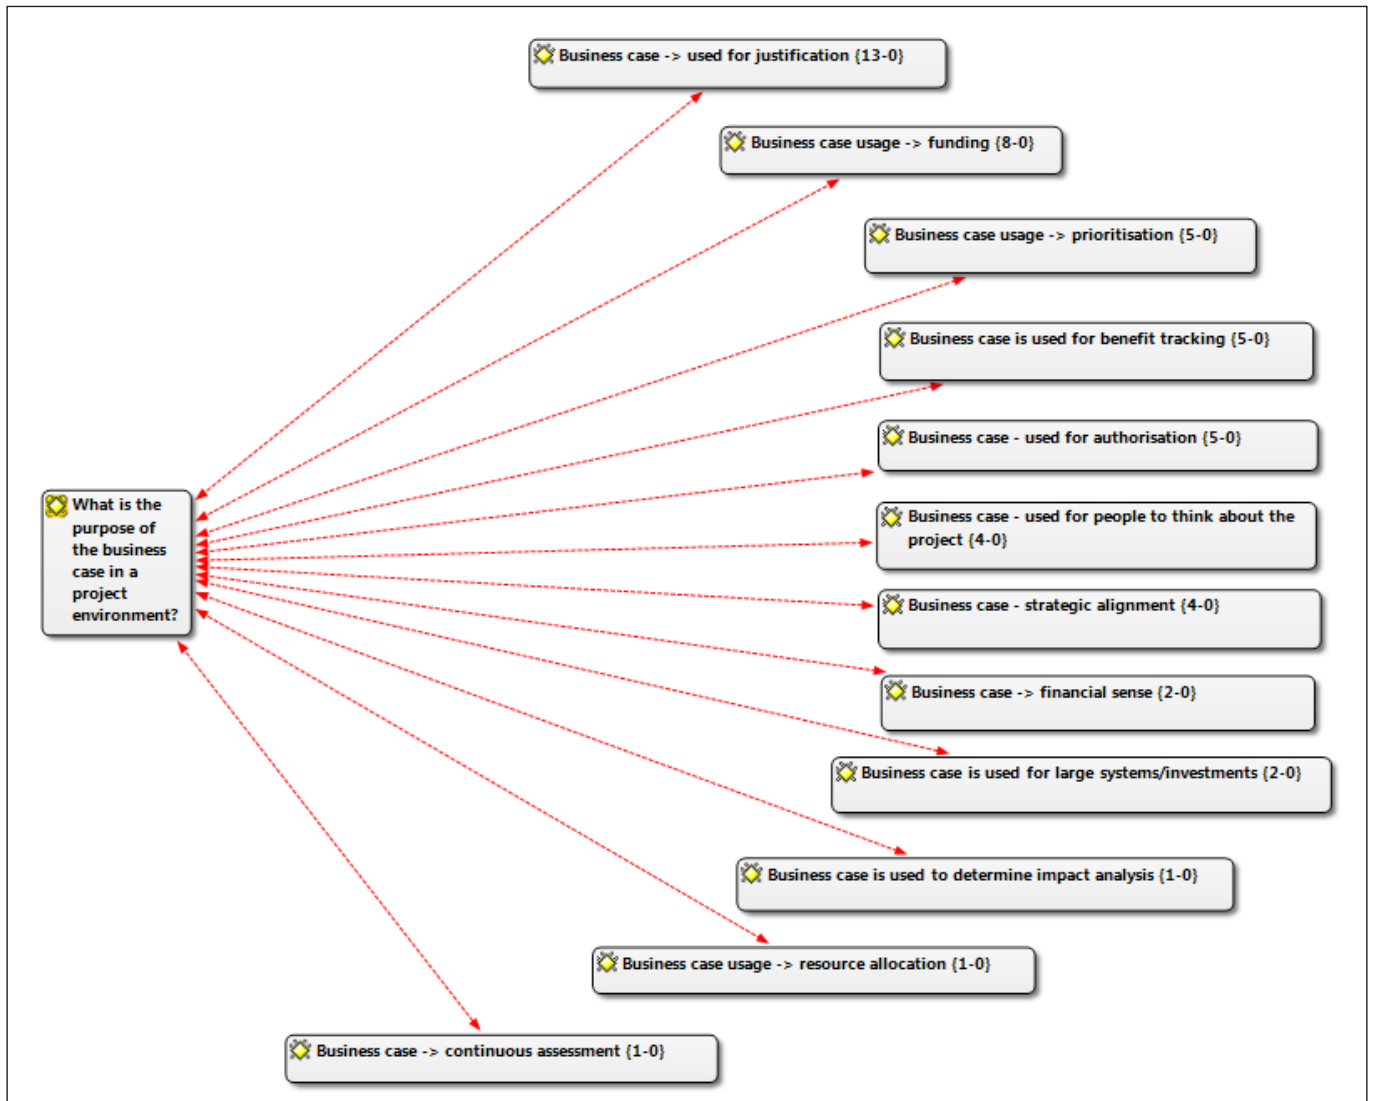 Business case -> used for justification {13-0}
Business case usage -> funding {8-0}
Business case usage -> prioritisation {5-0}
Business case is used for benefit tracking {5-0}
Business case - used for authorisation {5-0}
What is the
purpose of
the business
case in a
project
environment?
Business case - used for people to think about the
project {4-0}
Business case - strategic alignment {4-0}
Business case -> financial sense {2-0}
Business case is used for large systems/investments {2-0}
Business case is used to determine impact analysis {1-0}
Business case usage -> resource allocation {1-0}
Business case -> continuous assessment {1-0}